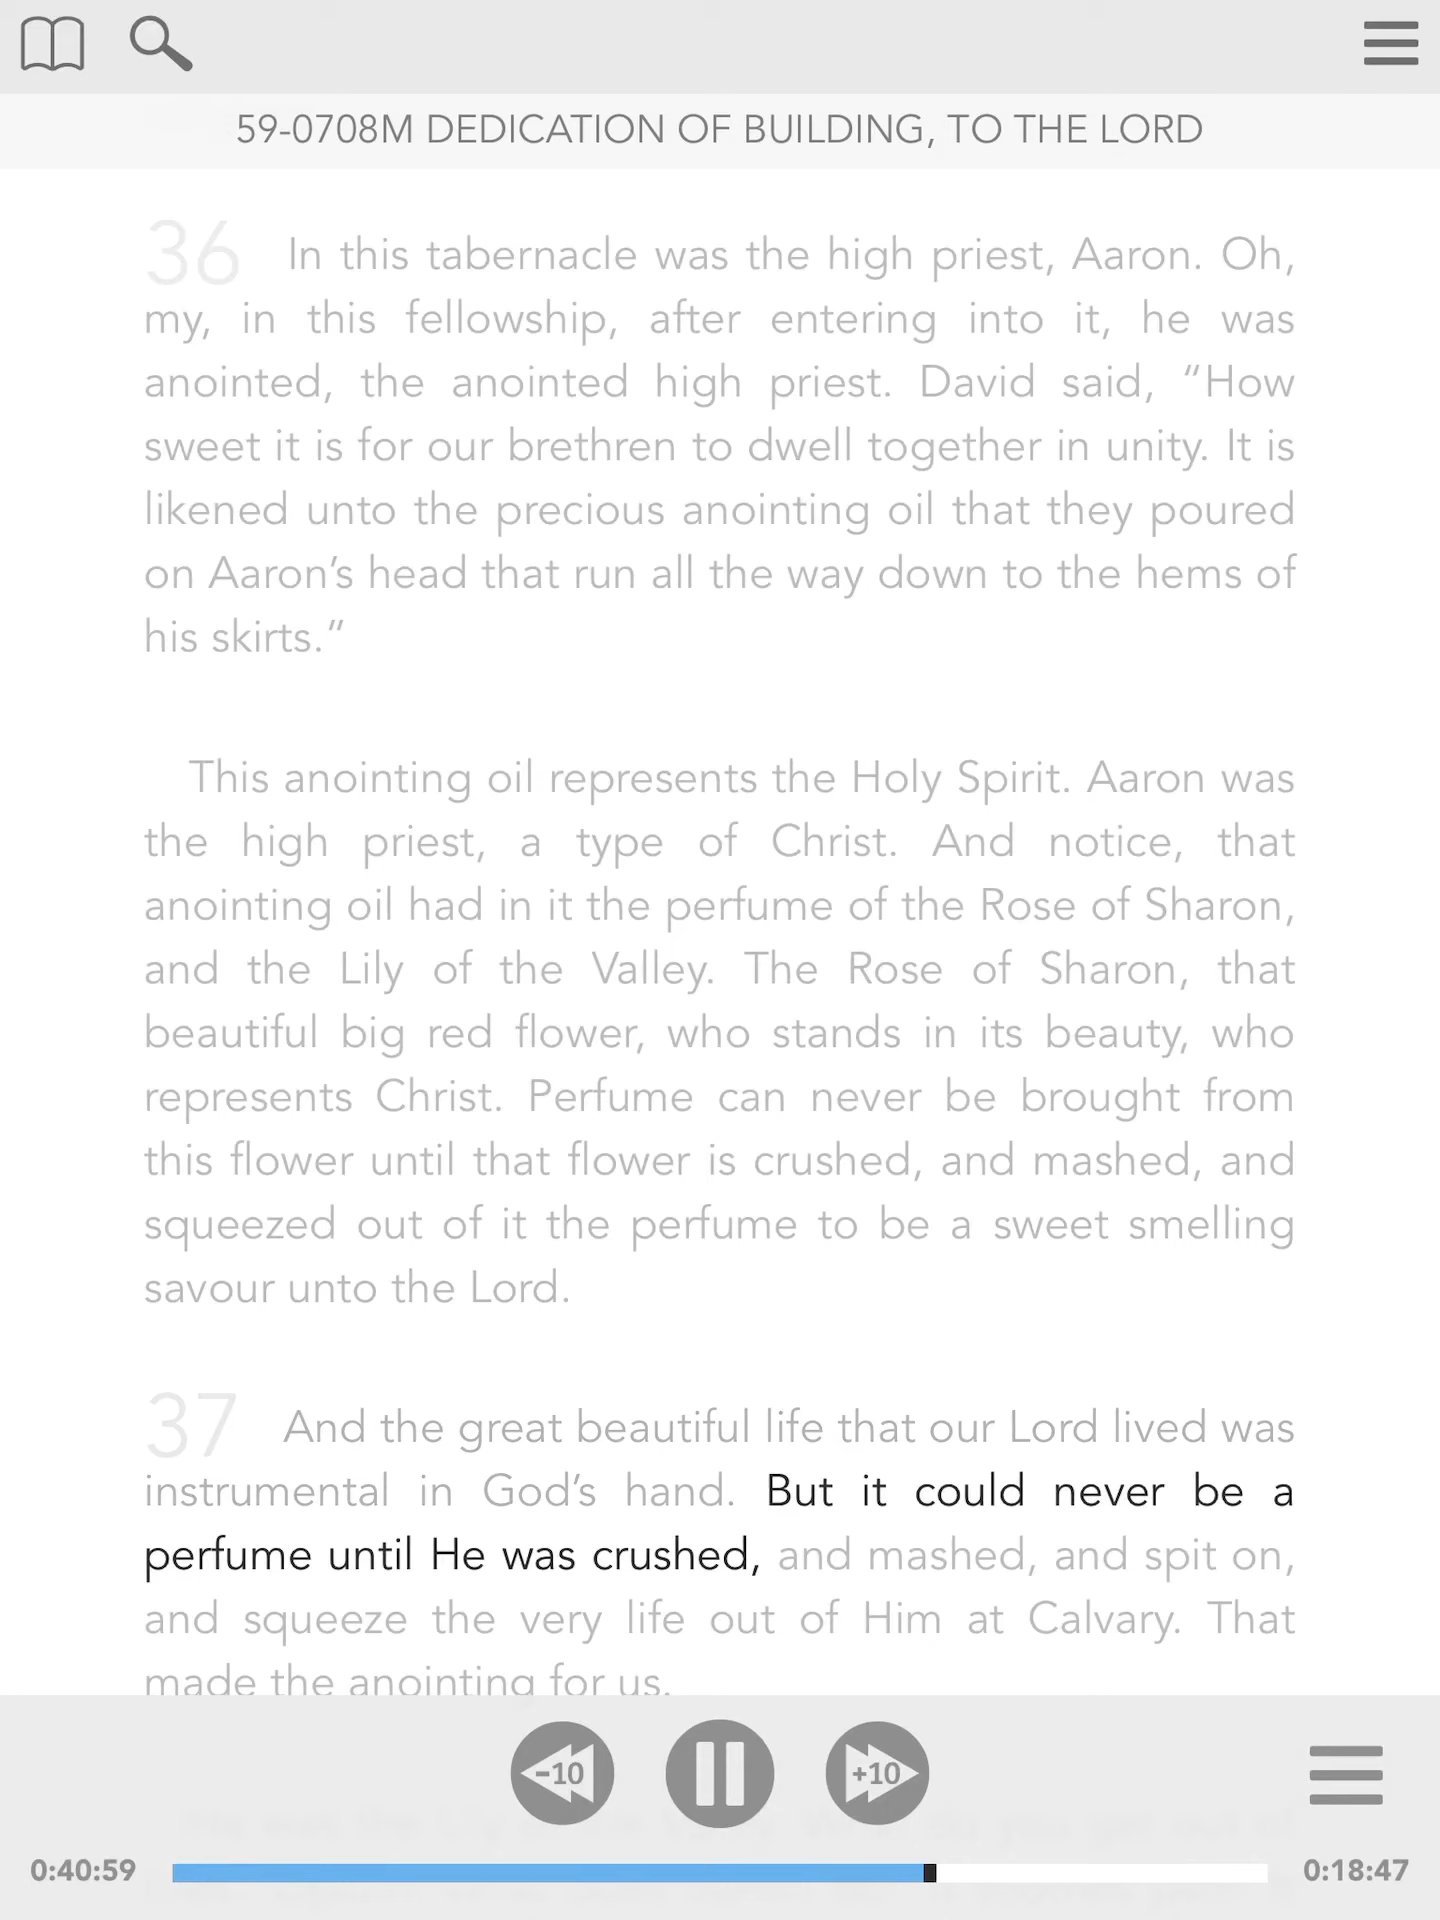 59-0708M DEDICATION OF BUILDING, TO THE LORD
36 In this tabernacle was the high priest, Aaron. Oh,
my, in this fellowship, after entering into it, he was
anointed, the anointed high priest. David said, “How
sweet it is for our brethren to dwell together in unity. It is
likened unto the precious anointing oil that they poured
on Aaron’s head that run all the way down to the hems of
his skirts.”
This anointing oil represents the Holy Spirit. Aaron was
the high priest, a type of Christ. And notice, that
anointing oil had in it the perfume of the Rose of Sharon,
and the Lily of the Valley. The Rose of Sharon, that
beautiful big red flower, who stands in its beauty, who
represents Christ. Perfume can never be brought from
this flower until that flower is crushed, and mashed, and
squeezed out of it the perfume to be a sweet smelling
savour unto the Lord.
37 And the great beautiful life that our Lord lived was
instrumental in God’s hand. But it could never be a
perfume until He was crushed, and mashed, and spit on,
and squeeze the very life out of Him at Calvary. That
made the anointing for us.
-10 +10
0:40:59 0:18:47